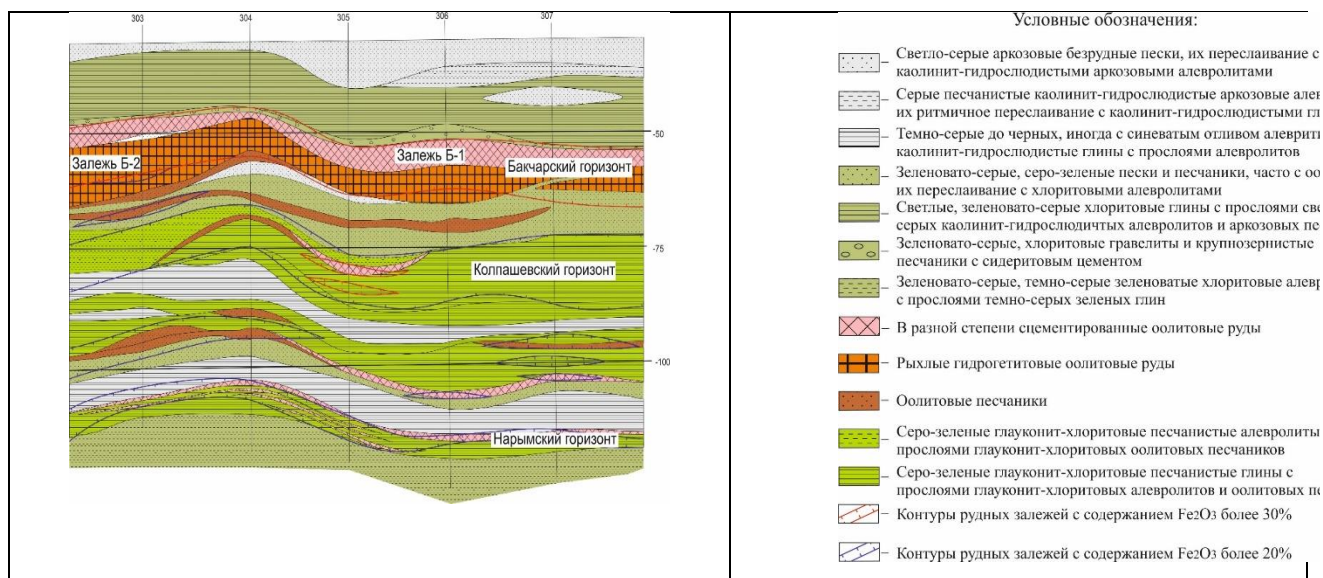 303 304 305 306 307
-50
Залежь Б-2
Залежь Б-1
Бакчарский горизонт
-75
Колпашевский горизонт
-100
Нарымский горизонт
Условные обозначения:
Светло-серые аркозовые безрудные пески, их переслаивание с
каолинит-гидрослюдистыми аркозовыми алевролитами
Серые песчанистые каолинит-гидрослюдистые аркозовые алев
их ритмичное переслаивание с каолинит-гидрослюдистыми гл
Темно-серые до черных, иногда с синеватым отливом алеврити
каолинит-гидрослюдистые глины с прослоями алевролитов
Зеленовато-серые, серо-зеленые пески и песчаники, часто с оо
их переслаивание с хлоритовыми алевролитами
Светлые, зеленовато-серые хлоритовые глины с прослоями све
серых каолинит-гидрослюдичтых алевролитов и аркозовых пе
Зеленовато-серые, хлоритовые гравелиты и крупнозернистые
песчаники с сидеритовым цементом
Зеленовато-серые, темно-серые зеленоватые хлоритовые алевр
с прослоями темно-серых зеленых глин
В разной степени сцементированные оолитовые руды
Рыхлые гидрогетитовые оолитовые руды
Оолитовые песчаники
Серо-зеленые глауконит-хлоритовые песчанистые алевролиты
прослоями глауконит-хлоритовых оолитовых песчаников
Серо-зеленые глауконит-хлоритовые песчанистые глины с
прослоями глауконит-хлоритовых алевролитов и оолитовых пе
Контуры рудных залежей с содержанием Fe2O3 более 30%
Контуры рудных залежей с содержанием Fe2O3 более 20%